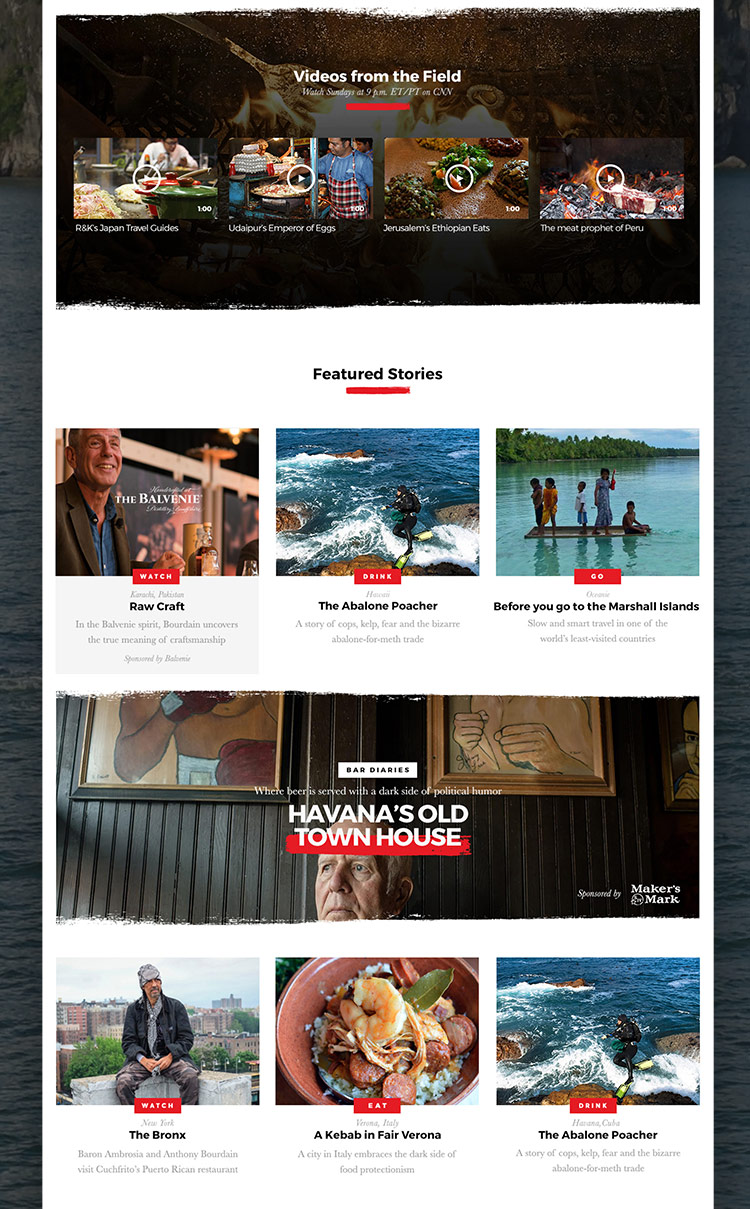 Videos from the Field
Watch Sundays at 9 p.m. ET/PT on CNN
1:00
1:00
1:00
1:00
R&K's Japan Travel Guides
Udaipur's Emperor of Eggs
Jerusalem's Ethiopian Eats
The meat prophet of Peru
Featured Stories
Handcrafted at
THE BALVENIE
WATCH
Karachi, Pakistan
Raw Craft
In the Balvenie spirit, Bourdain uncovers
the true meaning of craftsmanship
Sponsored by Balvenie
DRINK
Hawaii
The Abalone Poacher
A story of cops, kelp, fear and the bizarre
abalone-for-meth trade
GO
Oceanie
Before you go to the Marshall Islands
Slow and smart travel in one of the
world's least-visited countries
BAR DIARIES
Where beer is served with a dark side of political humor
HAVANA'S OLD
TOWN HOUSE
Sponsored by
Maker's
Mark
WATCH
New York
The Bronx
Baron Ambrosia and Anthony Bourdain
visit Cuchfrito's Puerto Rican restaurant
EAT
Verona, Italy
A Kebab in Fair Verona
A city in Italy embraces the dark side of
food protectionism
DRINK
Havana,Cuba
The Abalone Poacher
A story of cops, kelp, fear and the bizarre
abalone-for-meth trade